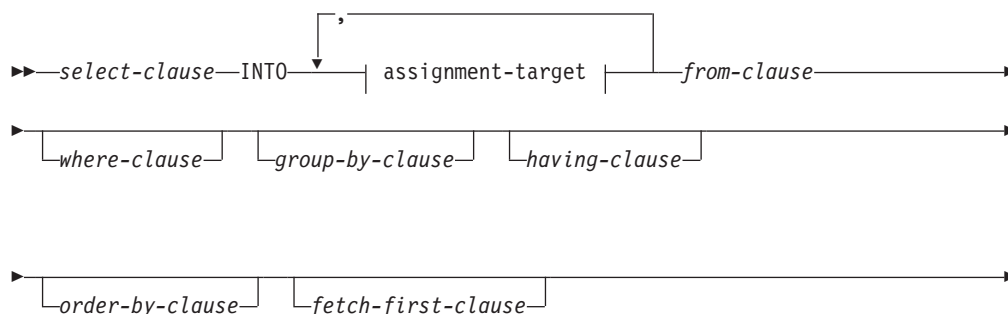 ,
select-clause INTO assignment-target from-clause
where-clause group-by-clause having-clause
order-by-clause fetch-first-clause